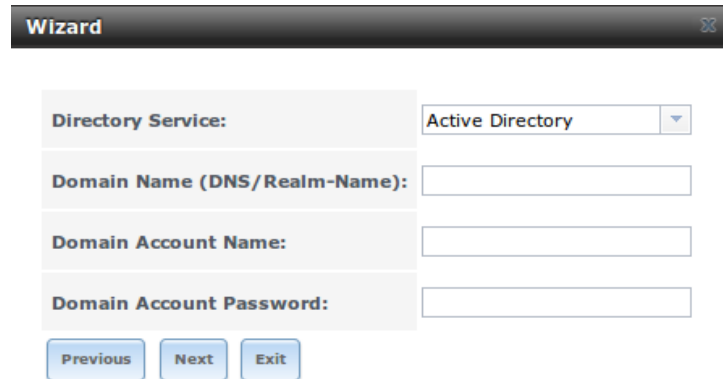 Wizard
Directory Service:
Active Directory
Domain Name (DNS/Realm-Name):
Domain Account Name:
Domain Account Password:
Previous Next Exit